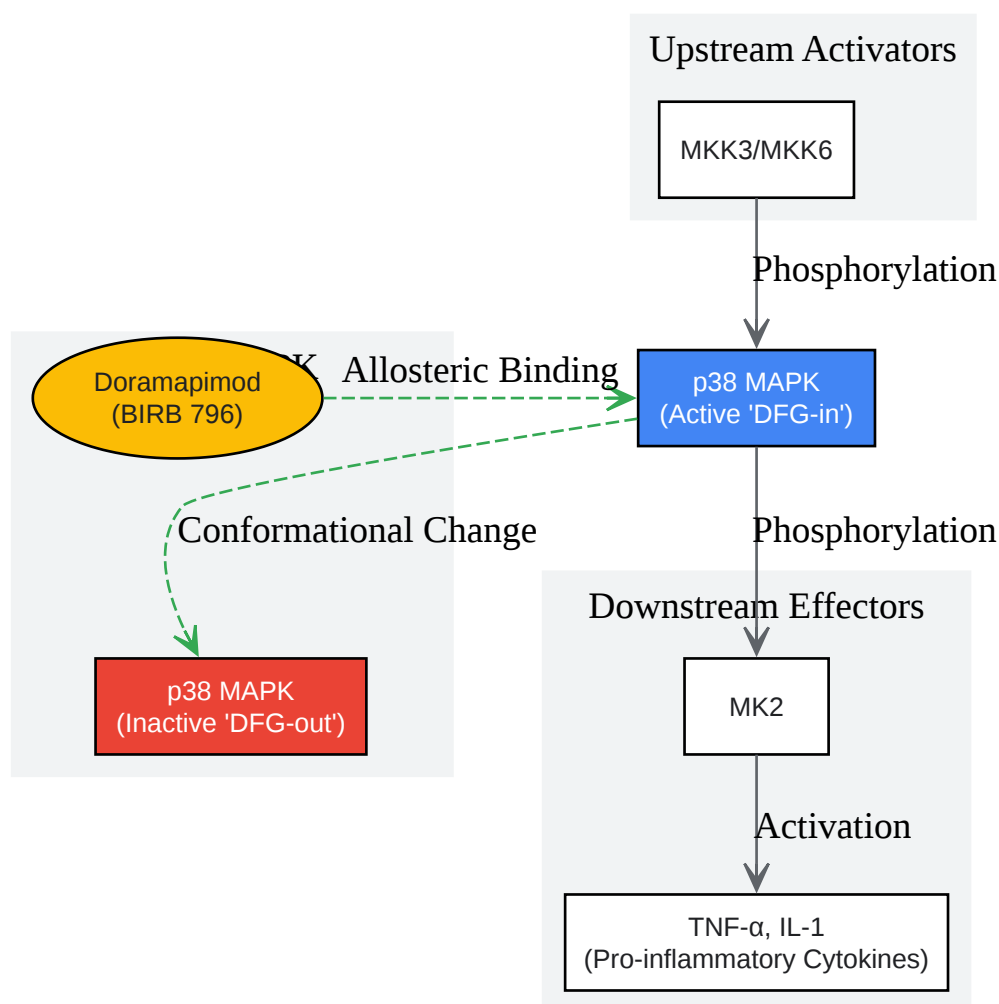 Upstream Activators
MKK3/MKK6
Phosphorylation
Doramapimod
(BIRB 796)
Allosteric Binding
p38 MAPK
(Active 'DFG-in')
Conformational Change
Phosphorylation
Downstream Effectors
p38 MAPK
(Inactive 'DFG-out')
MK2
Activation
TNF-α, IL-1
(Pro-inflammatory Cytokines)